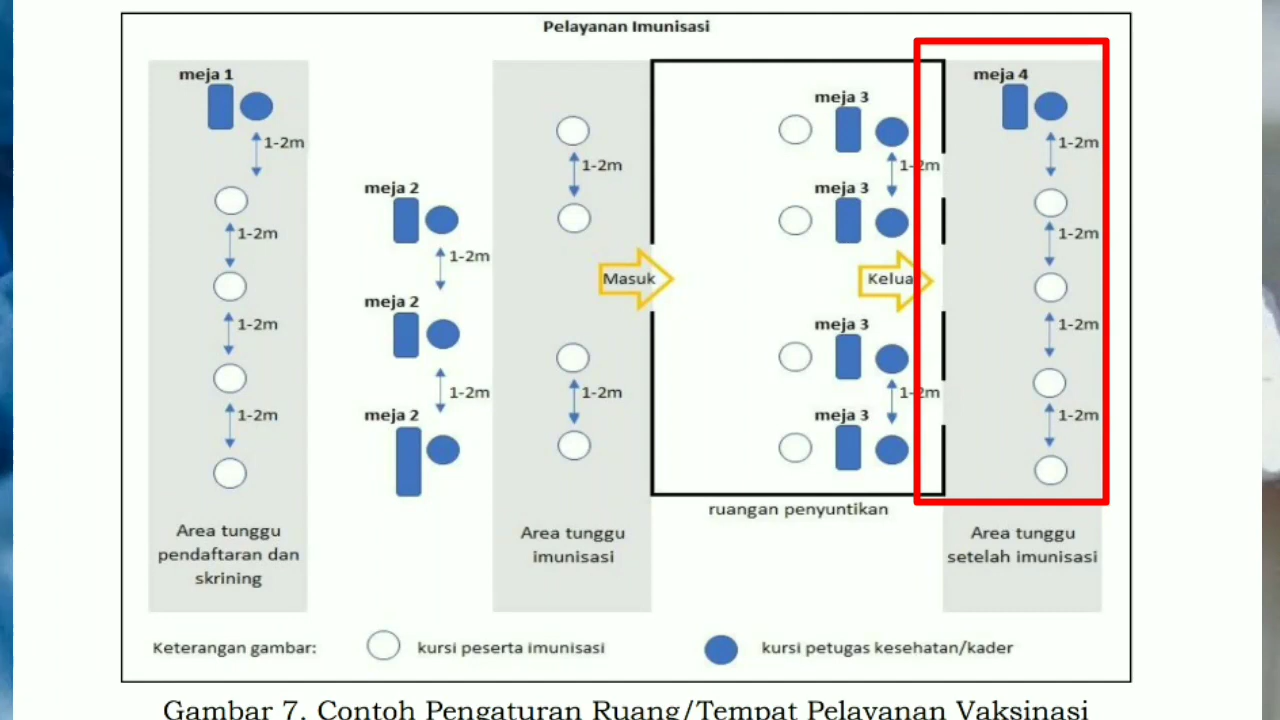 Pelayanan Imunisasi
meja 1
1-2m
1-2m
1-2m
1-2m
Area tunggu
pendaftaran dan
skrining
meja 2
1-2m
meja 2
1-2m
meja 2
1-2m
1-2m
Area tunggu
imunisasi
Masuk
meja 3
1-2m
meja 3
Kelua
meja 3
1-2m
meja 3
ruangan penyuntikan
meja 4
1-2m
1-2m
1-2m
1-2m
Area tunggu
setelah imunisasi
Keterangan gambar:
kursi peserta imunisasi
kursi petugas kesehatan/kader
Gambar 7. Contoh Pengaturan Ruang/Tempat Pelayanan Vaksinasi